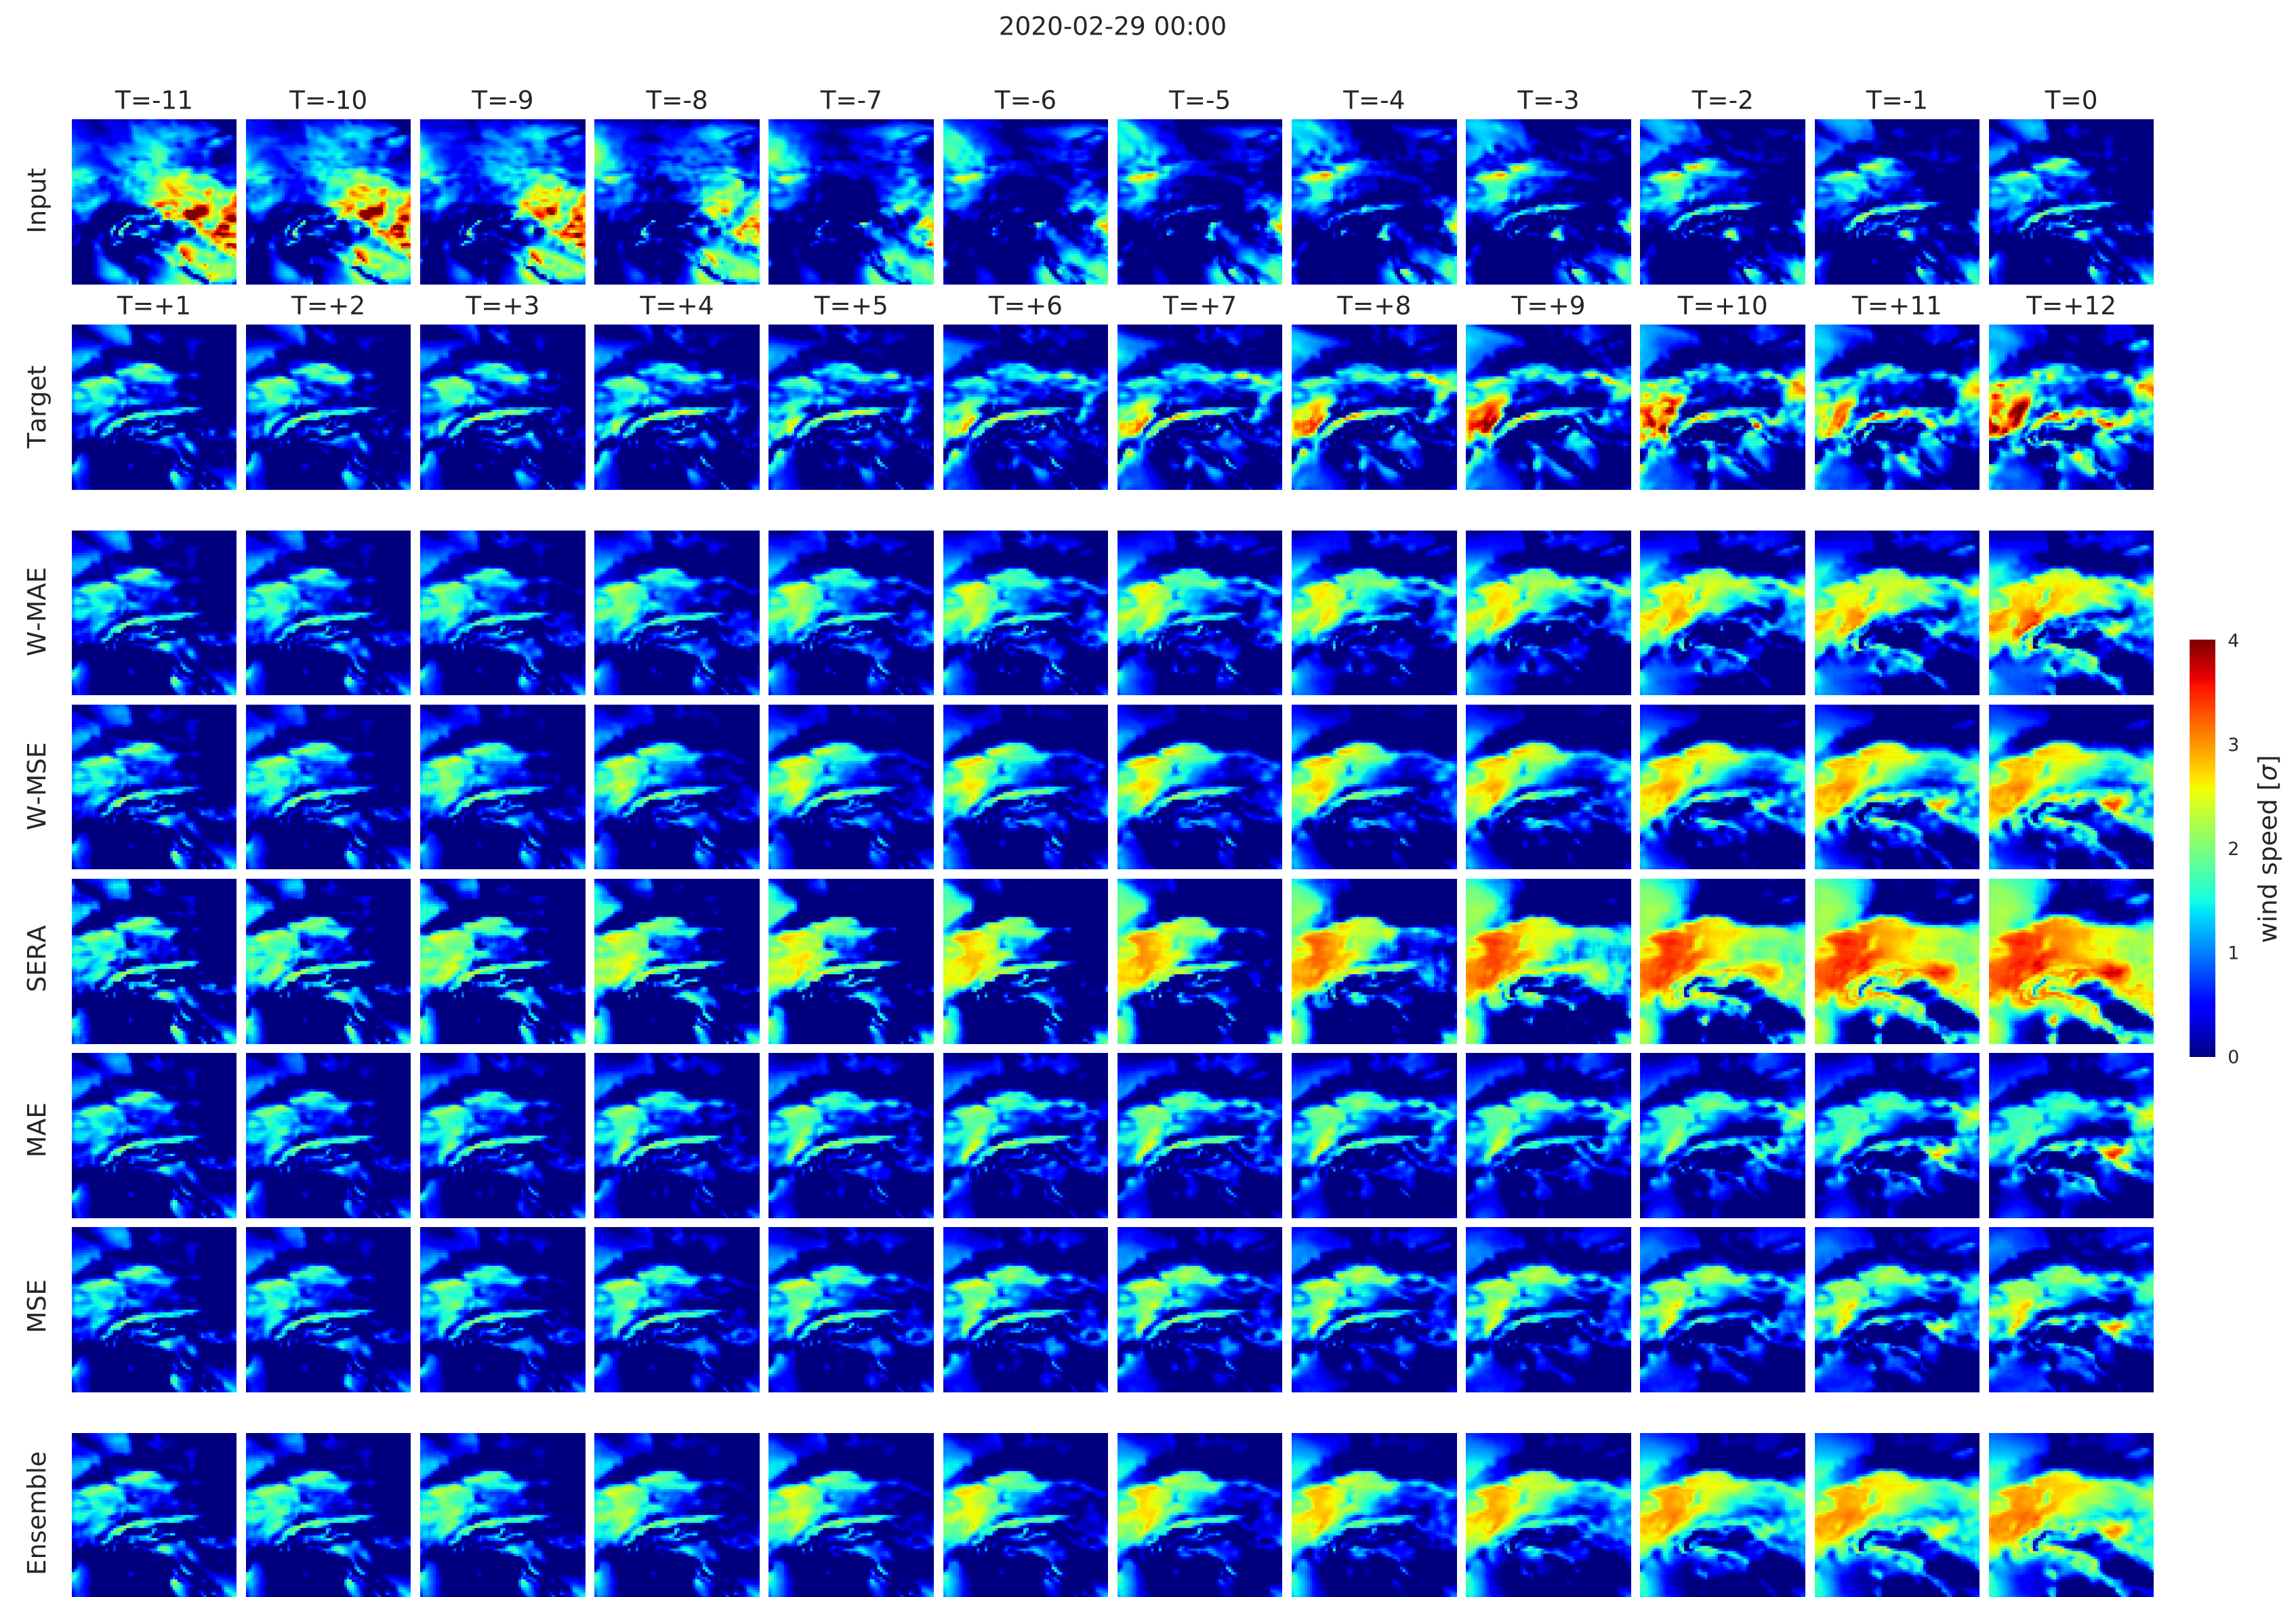 2020-02-29 00:00
T=-11 T=-10 T=-9 T=-8 T=-7 T=-6 T=-5 T=-4 T=-3 T=-2 T=-1 T=0
Input
T=+1 T=+2 T=+3 T=+4 T=+5 T=+6 T=+7 T=+8 T=+9 T=+10 T=+11 T=+12
Target
W-MAE
W-MSE
SERA
MAE
MSE
Ensemble
4
3
2
1
0
wind speed [σ]